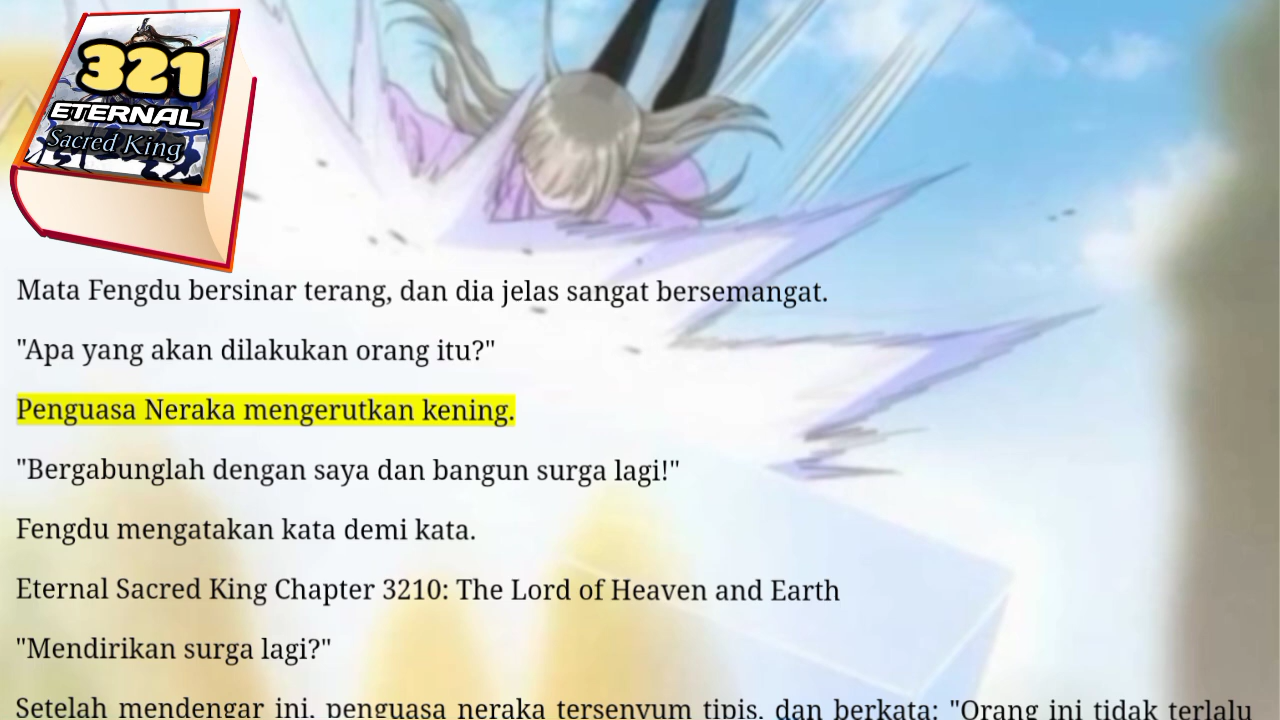 321
ETERNAL
Sacred King
Mata Fengdu bersinar terang, dan dia jelas sangat bersemangat.
"Apa yang akan dilakukan orang itu?"
Penguasa Neraka mengerutkan kening.
"Bergabunglah dengan saya dan bangun surga lagi!"
Fengdu mengatakan kata demi kata.
Eternal Sacred King Chapter 3210: The Lord of Heaven and Earth
"Mendirikan surga lagi?"
Setelah mendengar ini, penguasa neraka tersenyum tipis, dan berkata: "Orang ini tidak terlalu